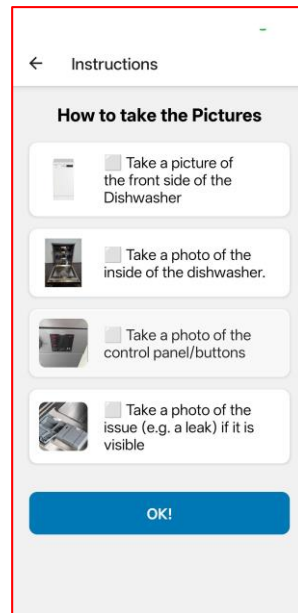 Instructions
How to take the Pictures
Take a picture of
the front side of the
Dishwasher
Take a photo of the
inside of the dishwasher.
Take a photo of the
control panel/buttons
Take a photo of the
issue (e.g. a leak) if it is
visible
OK!